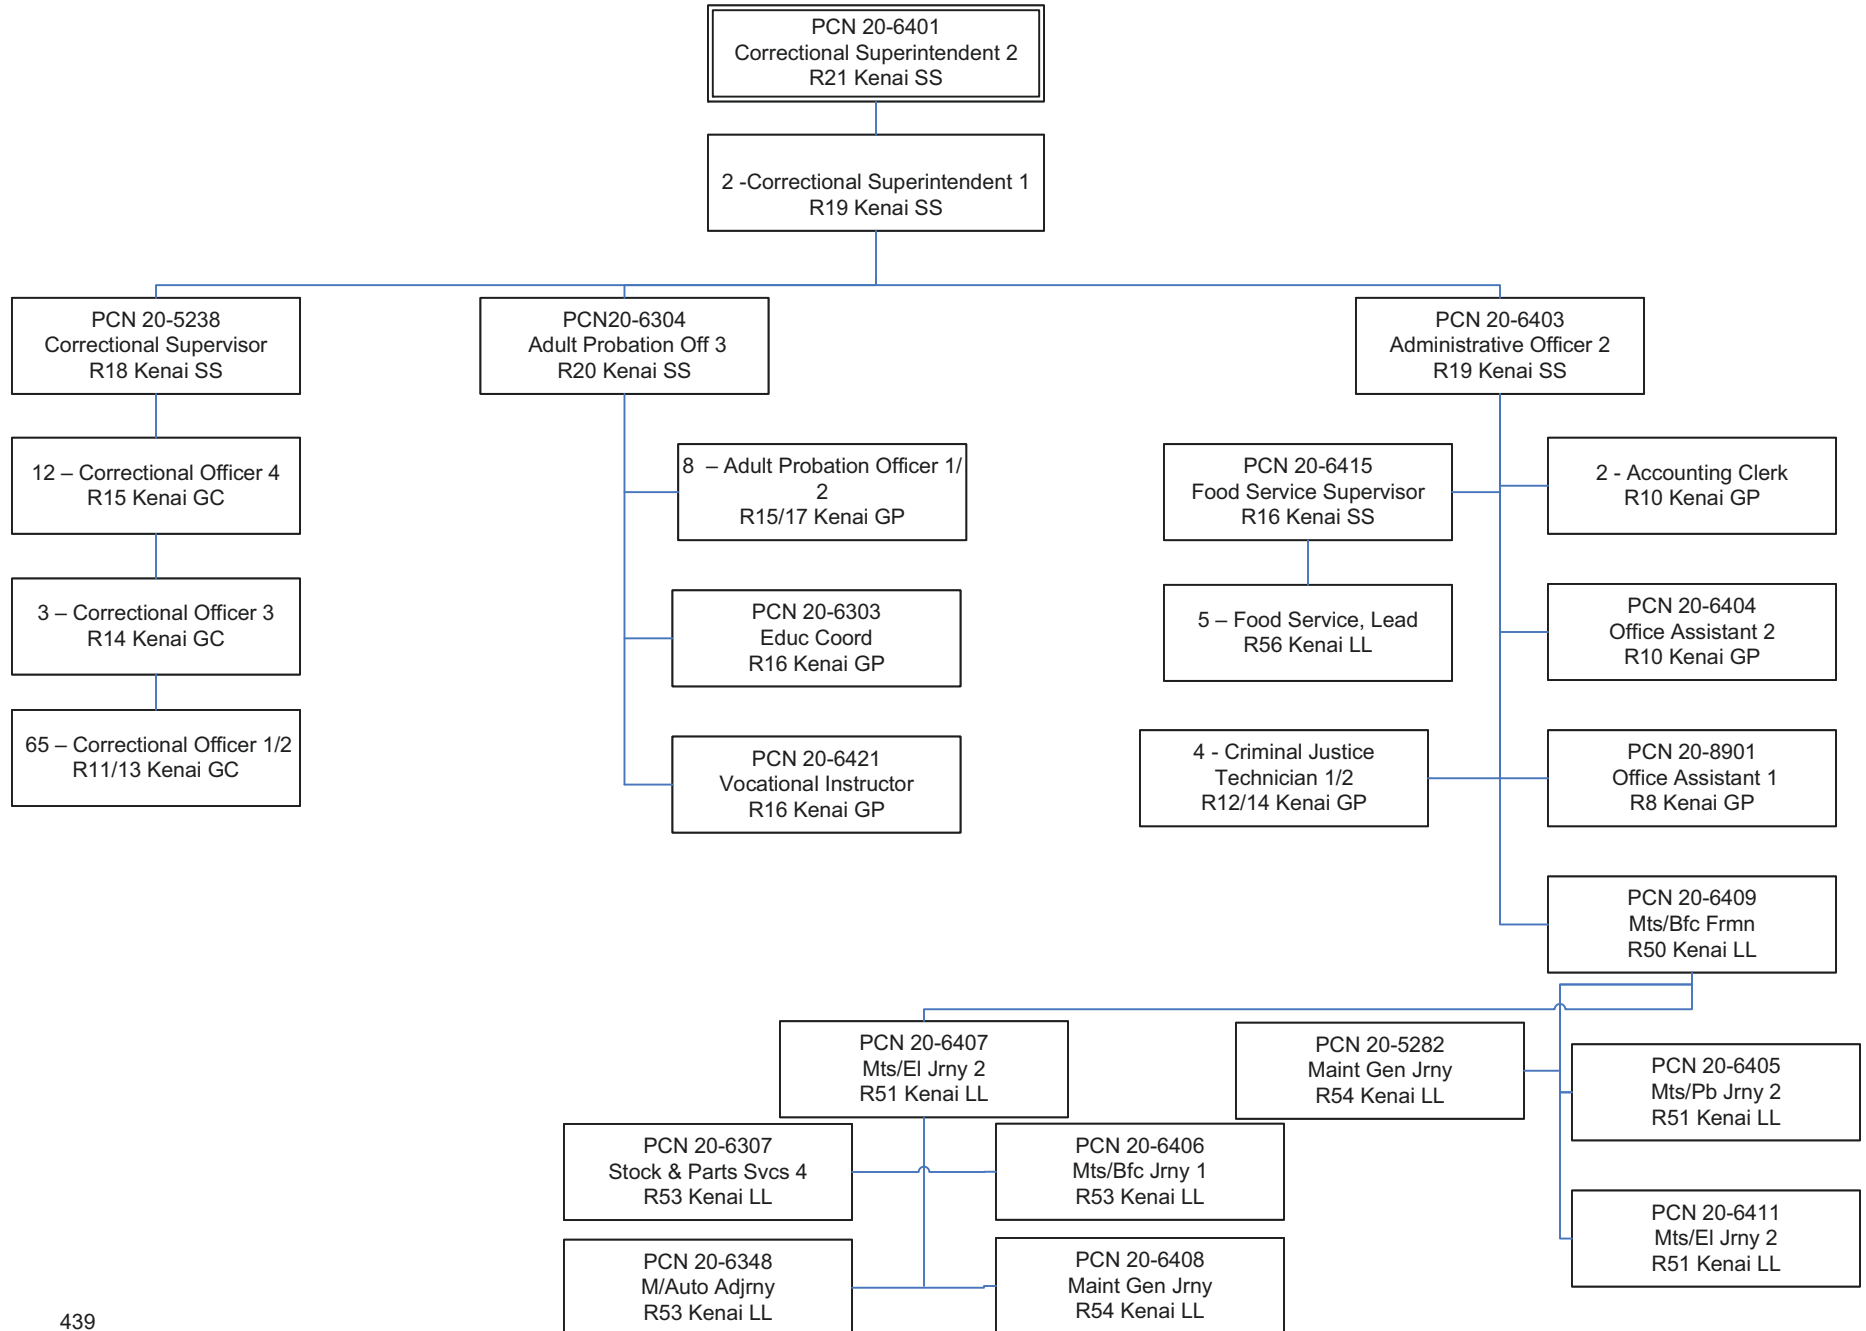 PCN 20-6401
Correctional Superintendent 2
R21 Kenai SS
2 -Correctional Superintendent 1
R19 Kenai SS
PCN 20-5238
Correctional Supervisor
R18 Kenai SS
PCN20-6304
Adult Probation Off 3
R20 Kenai SS
PCN 20-6403
Administrative Officer 2
R19 Kenai SS
12 – Correctional Officer 4
R15 Kenai GC
8 – Adult Probation Officer 1/
2
R15/17 Kenai GP
PCN 20-6415
Food Service Supervisor
R16 Kenai SS
2 - Accounting Clerk
R10 Kenai GP
3 – Correctional Officer 3
R14 Kenai GC
PCN 20-6303
Educ Coord
R16 Kenai GP
5 – Food Service, Lead
R56 Kenai LL
PCN 20-6404
Office Assistant 2
R10 Kenai GP
65 – Correctional Officer 1/2
R11/13 Kenai GC
PCN 20-6421
Vocational Instructor
R16 Kenai GP
4 - Criminal Justice
Technician 1/2
R12/14 Kenai GP
PCN 20-8901
Office Assistant 1
R8 Kenai GP
PCN 20-6409
Mts/Bfc Frmn
R50 Kenai LL
PCN 20-6407
Mts/El Jrny 2
R51 Kenai LL
PCN 20-5282
Maint Gen Jrny
R54 Kenai LL
PCN 20-6405
Mts/Pb Jrny 2
R51 Kenai LL
PCN 20-6307
Stock & Parts Svcs 4
R53 Kenai LL
PCN 20-6406
Mts/Bfc Jrny 1
R53 Kenai LL
PCN 20-6411
Mts/El Jrny 2
R51 Kenai LL
PCN 20-6348
M/Auto Adjrny
R53 Kenai LL
PCN 20-6408
Maint Gen Jrny
R54 Kenai LL
439